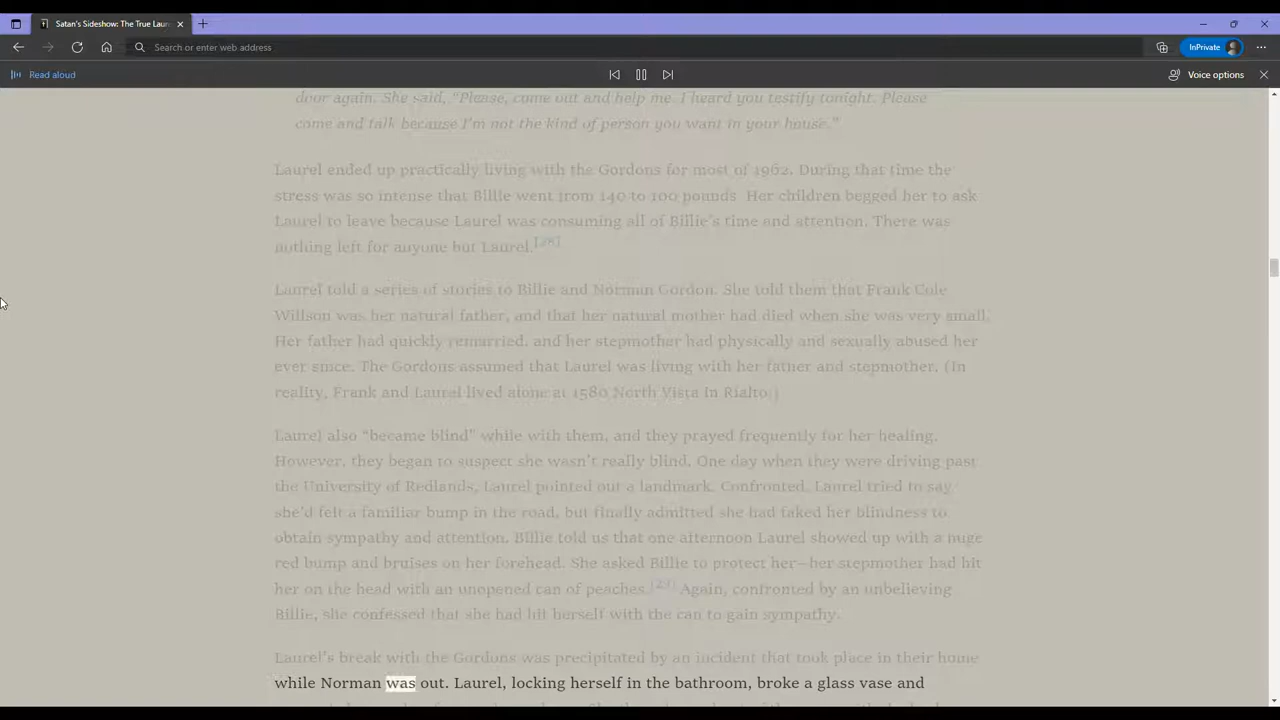 Satan's Sideshow: The True Laur
Search or enter web address
InPrivate
Read aloud
Voice options
door again. She said, “Please, come out and help me. I heard you testify tonight. Please
come and talk because I’m not the kind of person you want in your house.”
Laurel ended up practically living with the Gordons for most of 1962. During that time the
stress was so intense that Billie went from 140 to 100 pounds. Her children begged her to ask
Laurel to leave because Laurel was consuming all of Billie’s time and attention. There was
nothing left for anyone but Laurel.[28]
Laurel told a series of stories to Billie and Norman Gordon. She told them that Frank Cole
Willson was her natural father, and that her natural mother had died when she was very small.
Her father had quickly remarried, and her stepmother had physically and sexually abused her
ever since. The Gordons assumed that Laurel was living with her father and stepmother. (In
reality, Frank and Laurel lived alone at 1580 North Vista in Rialto.)
Laurel also “became blind” while with them, and they prayed frequently for her healing.
However, they began to suspect she wasn’t really blind. One day when they were driving past
the University of Redlands, Laurel pointed out a landmark. Confronted, Laurel tried to say
she’d felt a familiar bump in the road, but finally admitted she had faked her blindness to
obtain sympathy and attention. Billie told us that one afternoon Laurel showed up with a huge
red bump and bruises on her forehead. She asked Billie to protect her—her stepmother had hit
her on the head with an unopened can of peaches. Again, confronted by an unbelieving
Billie, she confessed that she had hit herself with the can to gain sympathy.
Laurel’s break with the Gordons was precipitated by an incident that took place in their home
while Norman was out. Laurel, locking herself in the bathroom, broke a glass vase and